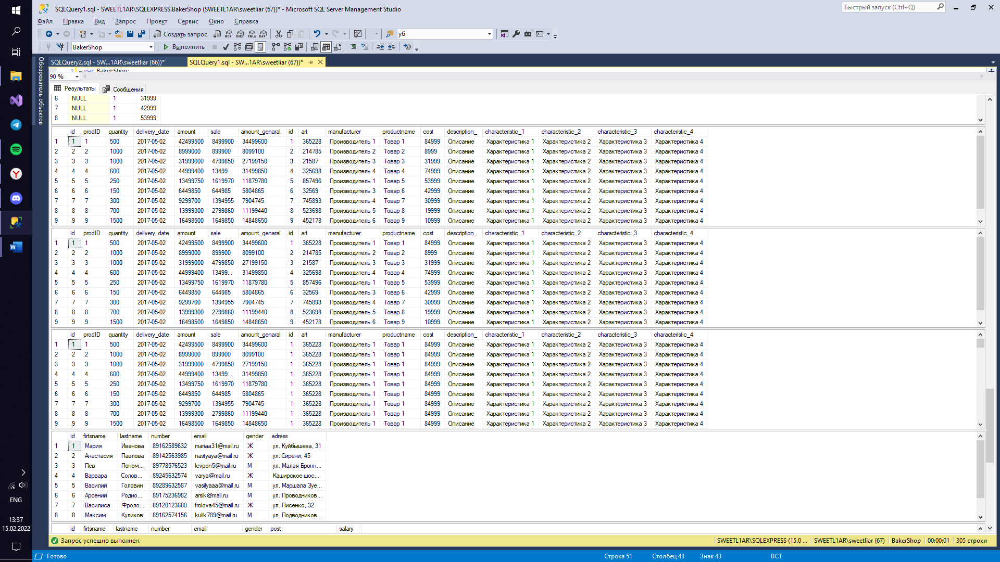 SQLQuery1.sql - SWEETL1AR\SQLEXPRESS.BakerShop (SWEETL1AR\sweetliar (67))* - Microsoft SQL Server Management Studio
Быстрый запуск (Ctrl+Q)
Файл Правка Вид Запрос Проект Сервис Окно Справка
Создать запрос MDX DMX XMLA DAX уб
BakerShop Выполнить
Обозреватель объектов
SQLQuery2.sql - SW...1AR\sweetliar (66))* SQLQuery1.sql - SW...1AR\sweetliar (67))*
1 use BakerShop;
90 %
Результаты Сообщения
6 NULL 1 31999
7 NULL 1 42999
8 NULL 1 53999
id prodID quantity delivery_date amount sale amount_genaral id art manufacturer productname cost description_ characteristic_1 characteristic_2 characteristic_3 characteristic_4
1 1 1 500 2017-05-02 42499500 8499900 34499600 1 365228 Производитель 1 Товар 1 84999 Описание Характеристика 1 Характеристика 2 Характеристика 3 Характеристика 4
2 2 2 1000 2017-05-02 8999000 899900 8099100 2 214785 Производитель 2 Товар 2 8999 Описание Характеристика 1 Характеристика 2 Характеристика 3 Характеристика 4
3 3 3 1000 2017-05-02 31999000 4799850 27199150 3 21587 Производитель 3 Товар 3 31999 Описание Характеристика 1 Характеристика 2 Характеристика 3 Характеристика 4
4 4 4 600 2017-05-02 44999400 13499... 31499850 4 325698 Производитель 4 Товар 4 74999 Описание Характеристика 1 Характеристика 2 Характеристика 3 Характеристика 4
5 5 5 250 2017-05-02 13499750 1619970 11879780 5 857496 Производитель 1 Товар 5 53999 Описание Характеристика 1 Характеристика 2 Характеристика 3 Характеристика 4
6 6 6 150 2017-05-02 6449850 644985 5804865 6 32569 Производитель 3 Товар 6 42999 Описание Характеристика 1 Характеристика 2 Характеристика 3 Характеристика 4
7 7 7 300 2017-05-02 9299700 1394955 7904745 7 745893 Производитель 4 Товар 7 30999 Описание Характеристика 1 Характеристика 2 Характеристика 3 Характеристика 4
8 8 8 700 2017-05-02 13999300 2799860 11199440 8 523698 Производитель 5 Товар 8 19999 Описание Характеристика 1 Характеристика 2 Характеристика 3 Характеристика 4
9 9 9 1500 2017-05-02 16498500 1649850 14848650 9 452178 Производитель 6 Товар 9 10999 Описание Характеристика 1 Характеристика 2 Характеристика 3 Характеристика 4
id prodID quantity delivery_date amount sale amount_genaral id art manufacturer productname cost description_ characteristic_1 characteristic_2 characteristic_3 characteristic_4
1 1 1 500 2017-05-02 42499500 8499900 34499600 1 365228 Производитель 1 Товар 1 84999 Описание Характеристика 1 Характеристика 2 Характеристика 3 Характеристика 4
2 2 2 1000 2017-05-02 8999000 899900 8099100 2 214785 Производитель 2 Товар 2 8999 Описание Характеристика 1 Характеристика 2 Характеристика 3 Характеристика 4
3 3 3 1000 2017-05-02 31999000 4799850 27199150 3 21587 Производитель 3 Товар 3 31999 Описание Характеристика 1 Характеристика 2 Характеристика 3 Характеристика 4
4 4 4 600 2017-05-02 44999400 13499... 31499850 4 325698 Производитель 4 Товар 4 74999 Описание Характеристика 1 Характеристика 2 Характеристика 3 Характеристика 4
5 5 5 250 2017-05-02 13499750 1619970 11879780 5 857496 Производитель 1 Товар 5 53999 Описание Характеристика 1 Характеристика 2 Характеристика 3 Характеристика 4
6 6 6 150 2017-05-02 6449850 644985 5804865 6 32569 Производитель 3 Товар 6 42999 Описание Характеристика 1 Характеристика 2 Характеристика 3 Характеристика 4
7 7 7 300 2017-05-02 9299700 1394955 7904745 7 745893 Производитель 4 Товар 7 30999 Описание Характеристика 1 Характеристика 2 Характеристика 3 Характеристика 4
8 8 8 700 2017-05-02 13999300 2799860 11199440 8 523698 Производитель 5 Товар 8 19999 Описание Характеристика 1 Характеристика 2 Характеристика 3 Характеристика 4
9 9 9 1500 2017-05-02 16498500 1649850 14848650 9 452178 Производитель 6 Товар 9 10999 Описание Характеристика 1 Характеристика 2 Характеристика 3 Характеристика 4
id prodID quantity delivery_date amount sale amount_genaral id art manufacturer productname cost description_ characteristic_1 characteristic_2 characteristic_3 characteristic_4
1 1 1 500 2017-05-02 42499500 8499900 34499600 1 365228 Производитель 1 Товар 1 84999 Описание Характеристика 1 Характеристика 2 Характеристика 3 Характеристика 4
2 2 2 1000 2017-05-02 8999000 899900 8099100 1 365228 Производитель 1 Товар 1 84999 Описание Характеристика 1 Характеристика 2 Характеристика 3 Характеристика 4
3 3 3 1000 2017-05-02 31999000 4799850 27199150 1 365228 Производитель 1 Товар 1 84999 Описание Характеристика 1 Характеристика 2 Характеристика 3 Характеристика 4
4 4 4 600 2017-05-02 44999400 13499... 31499850 1 365228 Производитель 1 Товар 1 84999 Описание Характеристика 1 Характеристика 2 Характеристика 3 Характеристика 4
5 5 5 250 2017-05-02 13499750 1619970 11879780 1 365228 Производитель 1 Товар 1 84999 Описание Характеристика 1 Характеристика 2 Характеристика 3 Характеристика 4
6 6 6 150 2017-05-02 6449850 644985 5804865 1 365228 Производитель 1 Товар 1 84999 Описание Характеристика 1 Характеристика 2 Характеристика 3 Характеристика 4
7 7 7 300 2017-05-02 9299700 1394955 7904745 1 365228 Производитель 1 Товар 1 84999 Описание Характеристика 1 Характеристика 2 Характеристика 3 Характеристика 4
8 8 8 700 2017-05-02 13999300 2799860 11199440 1 365228 Производитель 1 Товар 1 84999 Описание Характеристика 1 Характеристика 2 Характеристика 3 Характеристика 4
9 9 9 1500 2017-05-02 16498500 1649850 14848650 1 365228 Производитель 1 Товар 1 84999 Описание Характеристика 1 Характеристика 2 Характеристика 3 Характеристика 4
id firtsname lastname number email gender adress
1 1 Мария Иванова 89162589632 mariaa31@mail.ru Ж ул. Куйбышева, 31
2 2 Анастасия Павлова 89142563985 nastyaya@mail.ru Ж ул. Сирени, 45
3 3 Лев Поном... 89778576523 levpon5@mail.ru М ул. Малая Бронн...
4 4 Варвара Солов... 89245632574 varya@mail.ru Ж Каширское шос...
5 5 Василий Головин 89289632587 vasilyaaa@mail.ru М ул. Маршала Зуе...
6 6 Арсений Родио... 89175236982 arsik@mail.ru М ул. Проводников...
7 7 Василиса Фроло... 89120123680 frolova45@mail.ru Ж ул. Лисенко, 32
8 8 Максим Куликов 89162574156 kulik789@mail.ru М ул. Подводников...
id firtsname lastname number email gender post salary
Запрос успешно выполнен. SWEETL1AR\SQLEXPRESS (15.0 ... SWEETL1AR\sweetliar (67) BakerShop 00:00:01 305 строки
Готово Строка 51 Столбец 43 Знак 43 ВСТ
ENG
13:37
15.02.2022